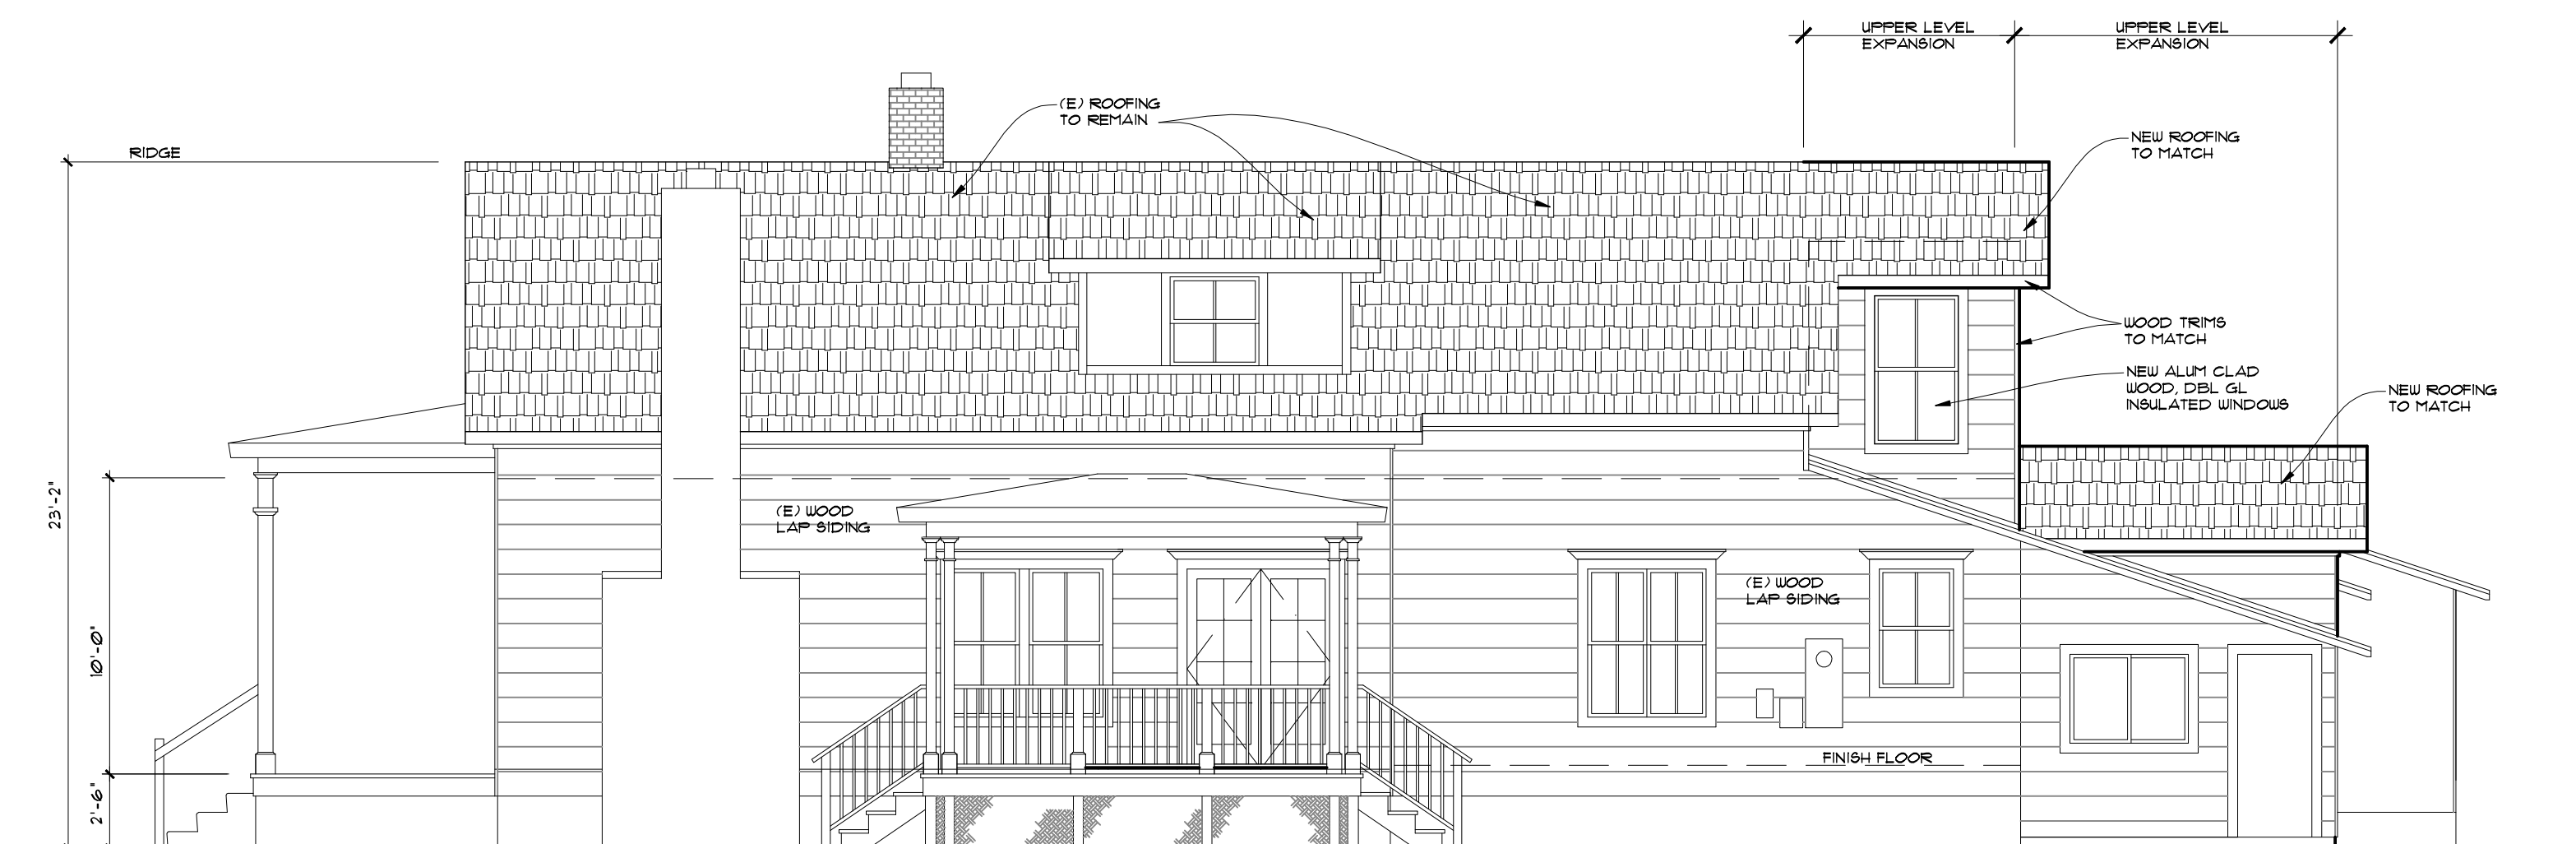 UPPER LEVEL
EXPANSION
UPPER LEVEL
EXPANSION
(E) ROOFING
TO REMAIN
NEW ROOFING
TO MATCH
RIDGE
WOOD TRIMS
TO MATCH
NEW ALUM CLAD
WOOD, DBL GL
INSULATED WINDOWS
NEW ROOFING
TO MATCH
23'-2"
(E) WOOD
LAP SIDING
(E) WOOD
LAP SIDING
10'-0"
FINISH FLOOR
2'-6"